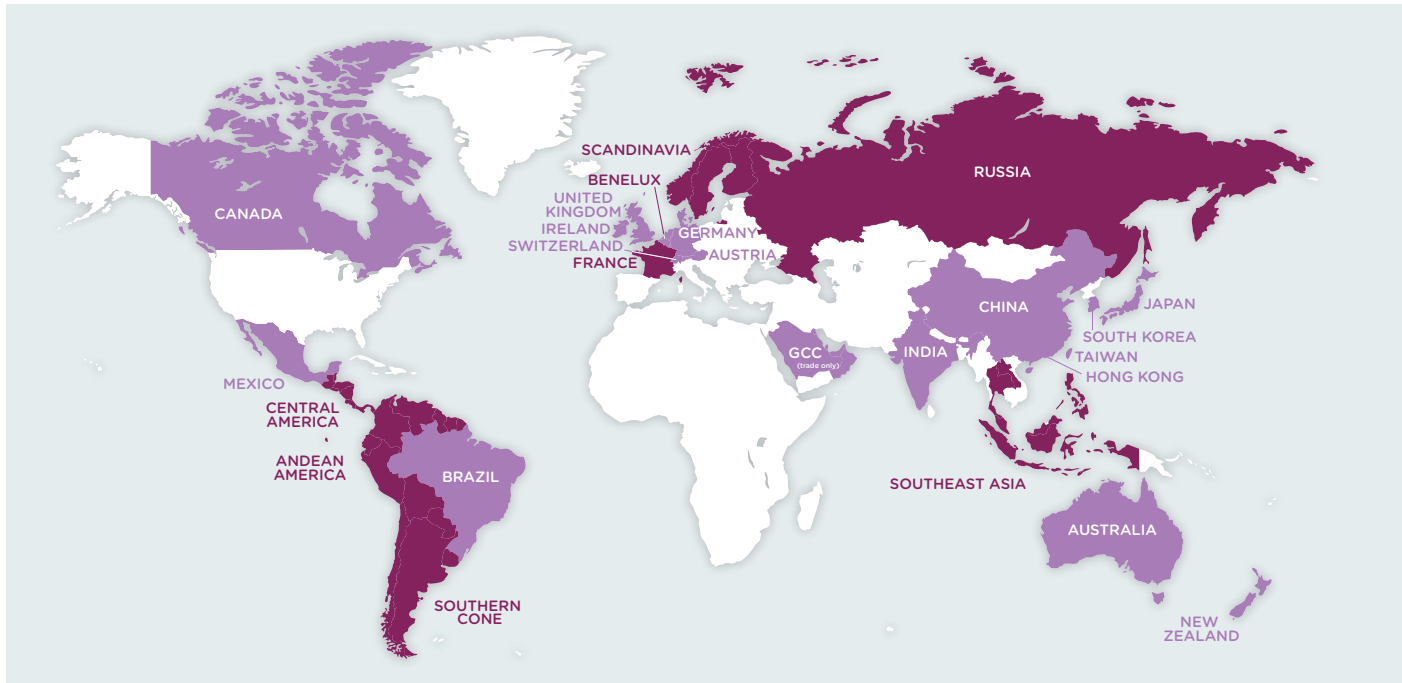 SCANDINAVIA
RUSSIA
BENELUX
UNITED
KINGDOM
CANADA
IRELAND
GERMANY
SWITZERLAND
AUSTRIA
FRANCE
CHINA
JAPAN
SOUTH KOREA
GCC
(trade only)
INDIA
TAIWAN
HONG KONG
MEXICO
CENTRAL
AMERICA
ANDEAN
AMERICA
BRAZIL
SOUTHEAST ASIA
AUSTRALIA
SOUTHERN
CONE
NEW
ZEALAND